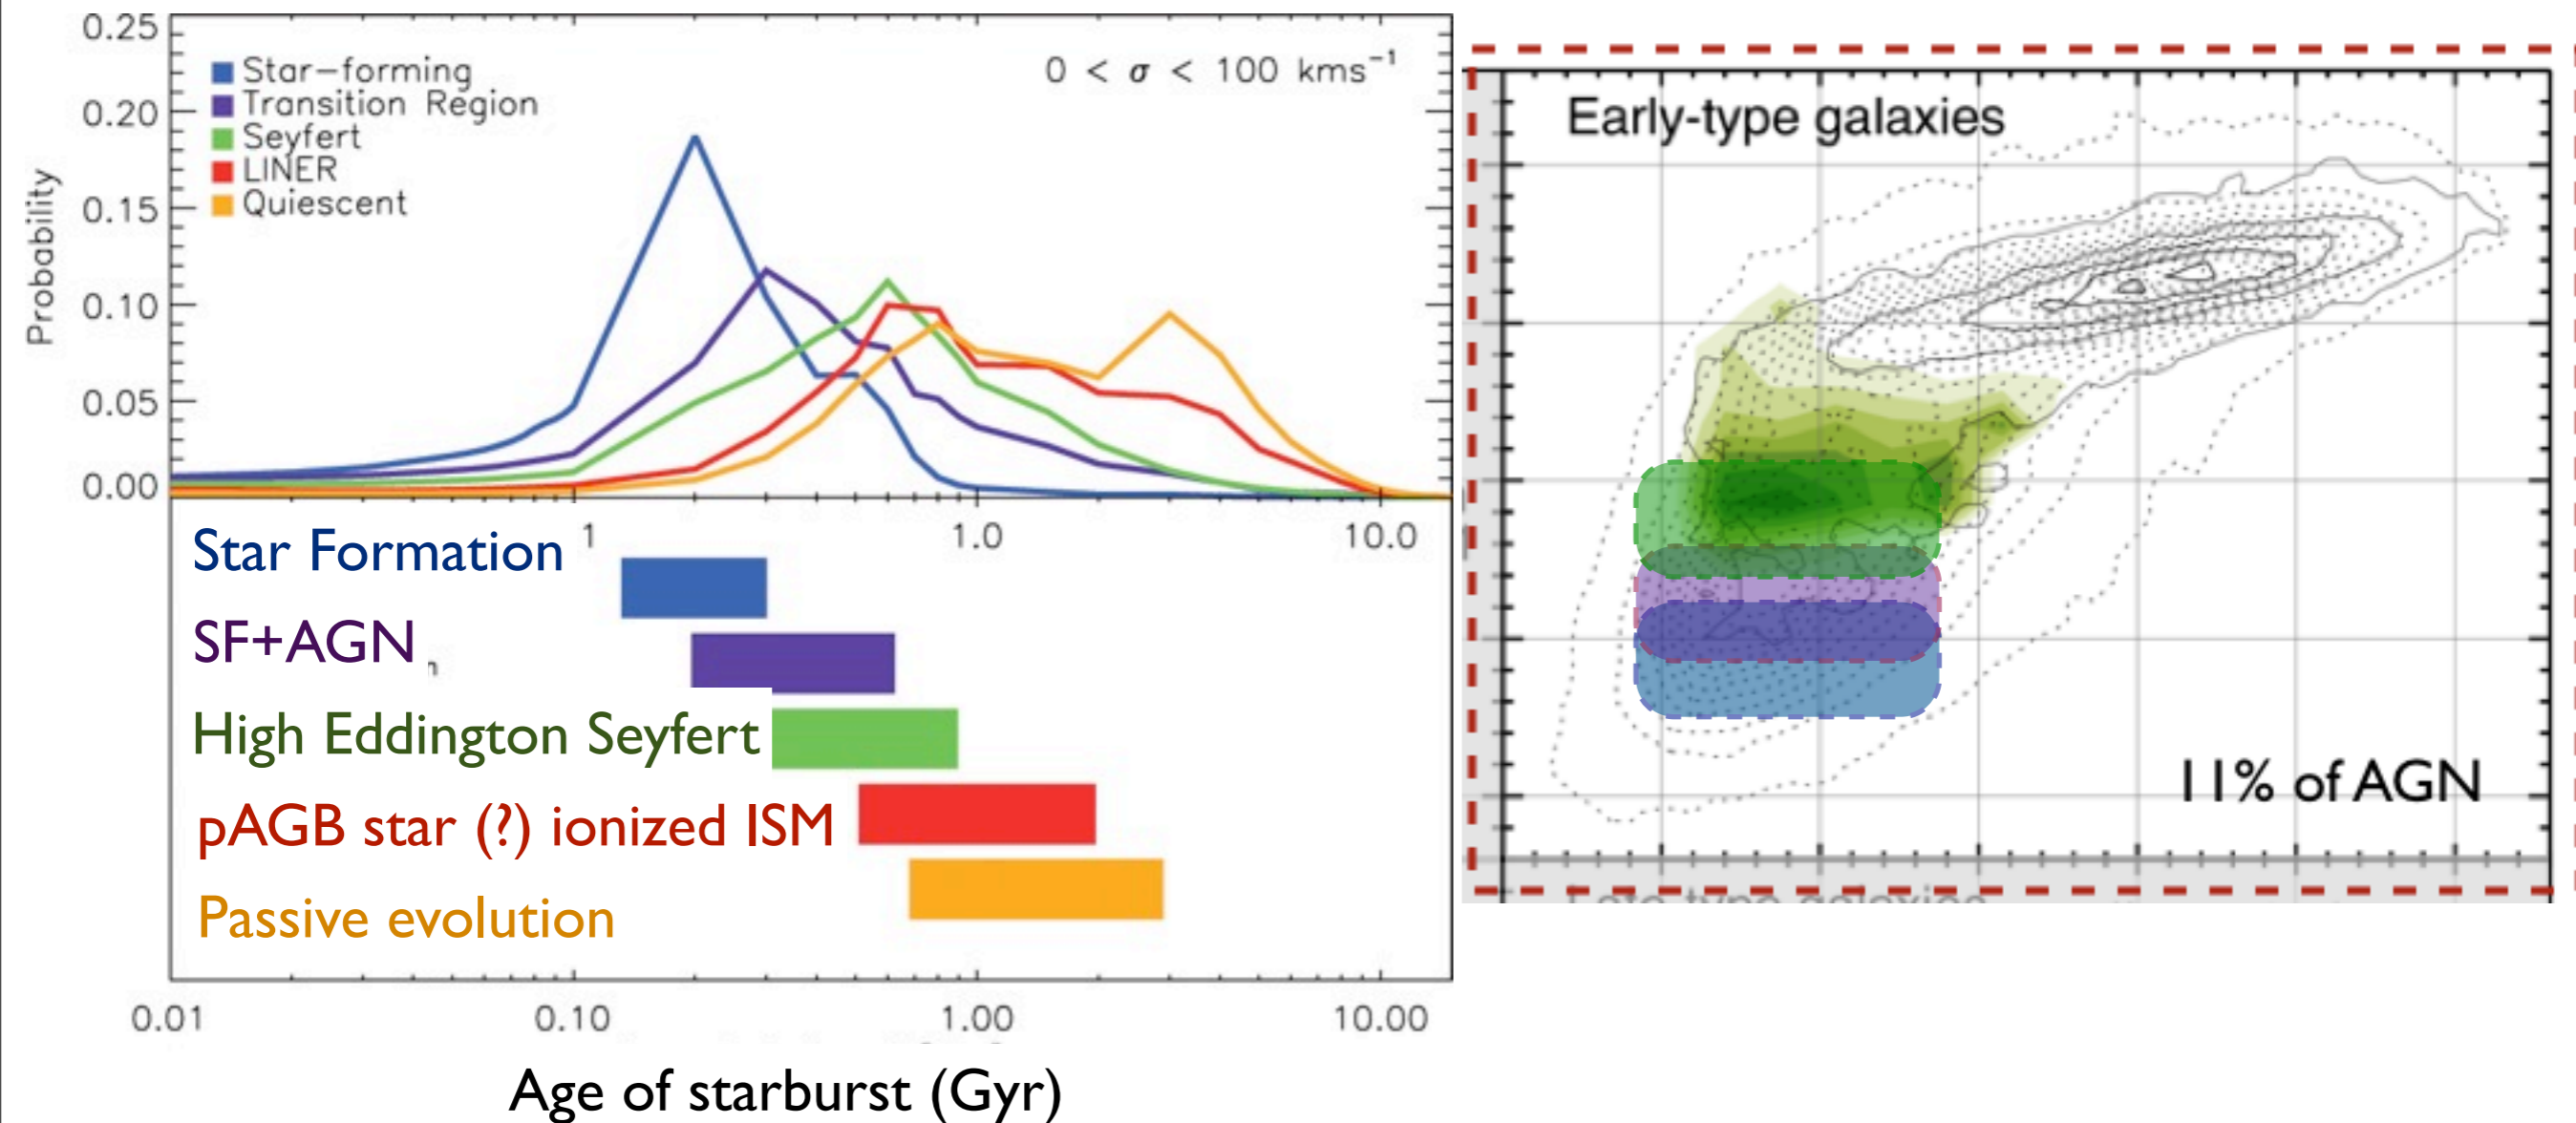 0.25
0.20
0.15
0.10
0.05
0.00
Probability
Star-forming
Transition Region
Seyfert
LINER
Quiescent
0 < σ < 100 kms⁻¹
1
1.0
10.0
Star Formation
SF+AGN
n
High Eddington Seyfert
pAGB star (?) ionized ISM
Passive evolution
0.01
0.10
1.00
10.00
Age of starburst (Gyr)
Early-type galaxies
11% of AGN